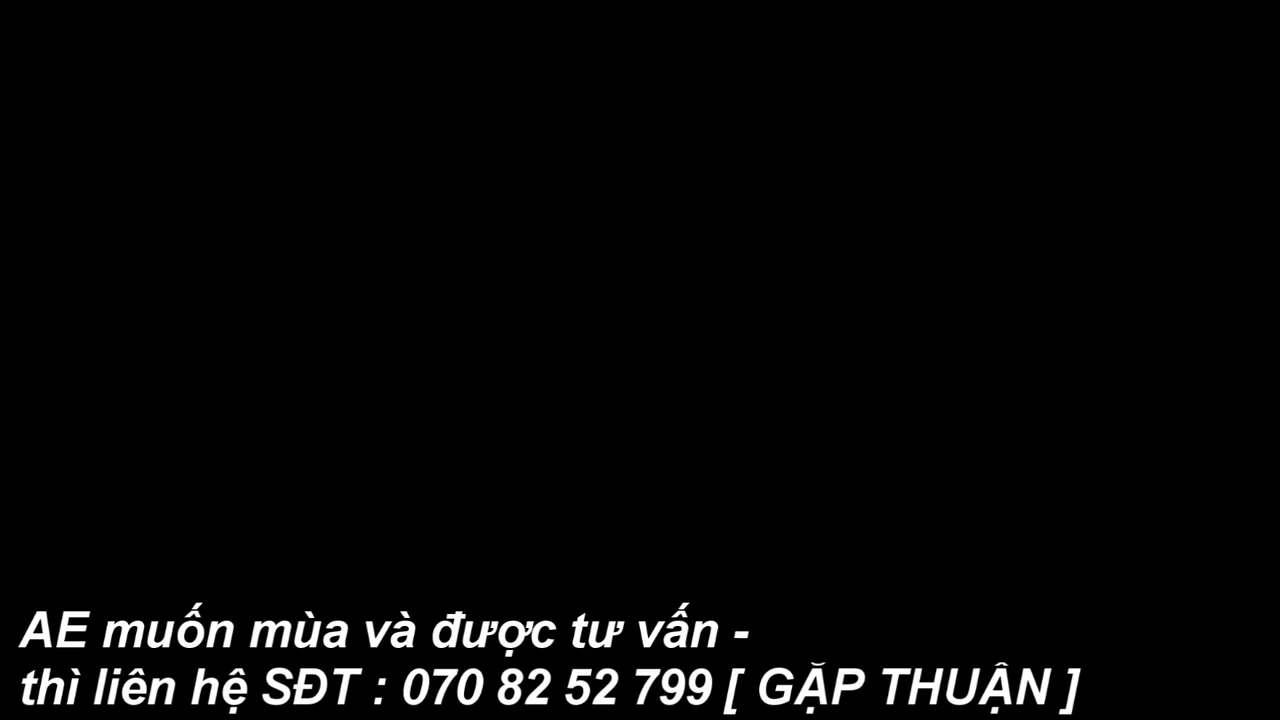 AE muốn mùa và được tư vấn -
thì liên hệ SĐT : 070 82 52 799 [ GẶP THUẬN ]